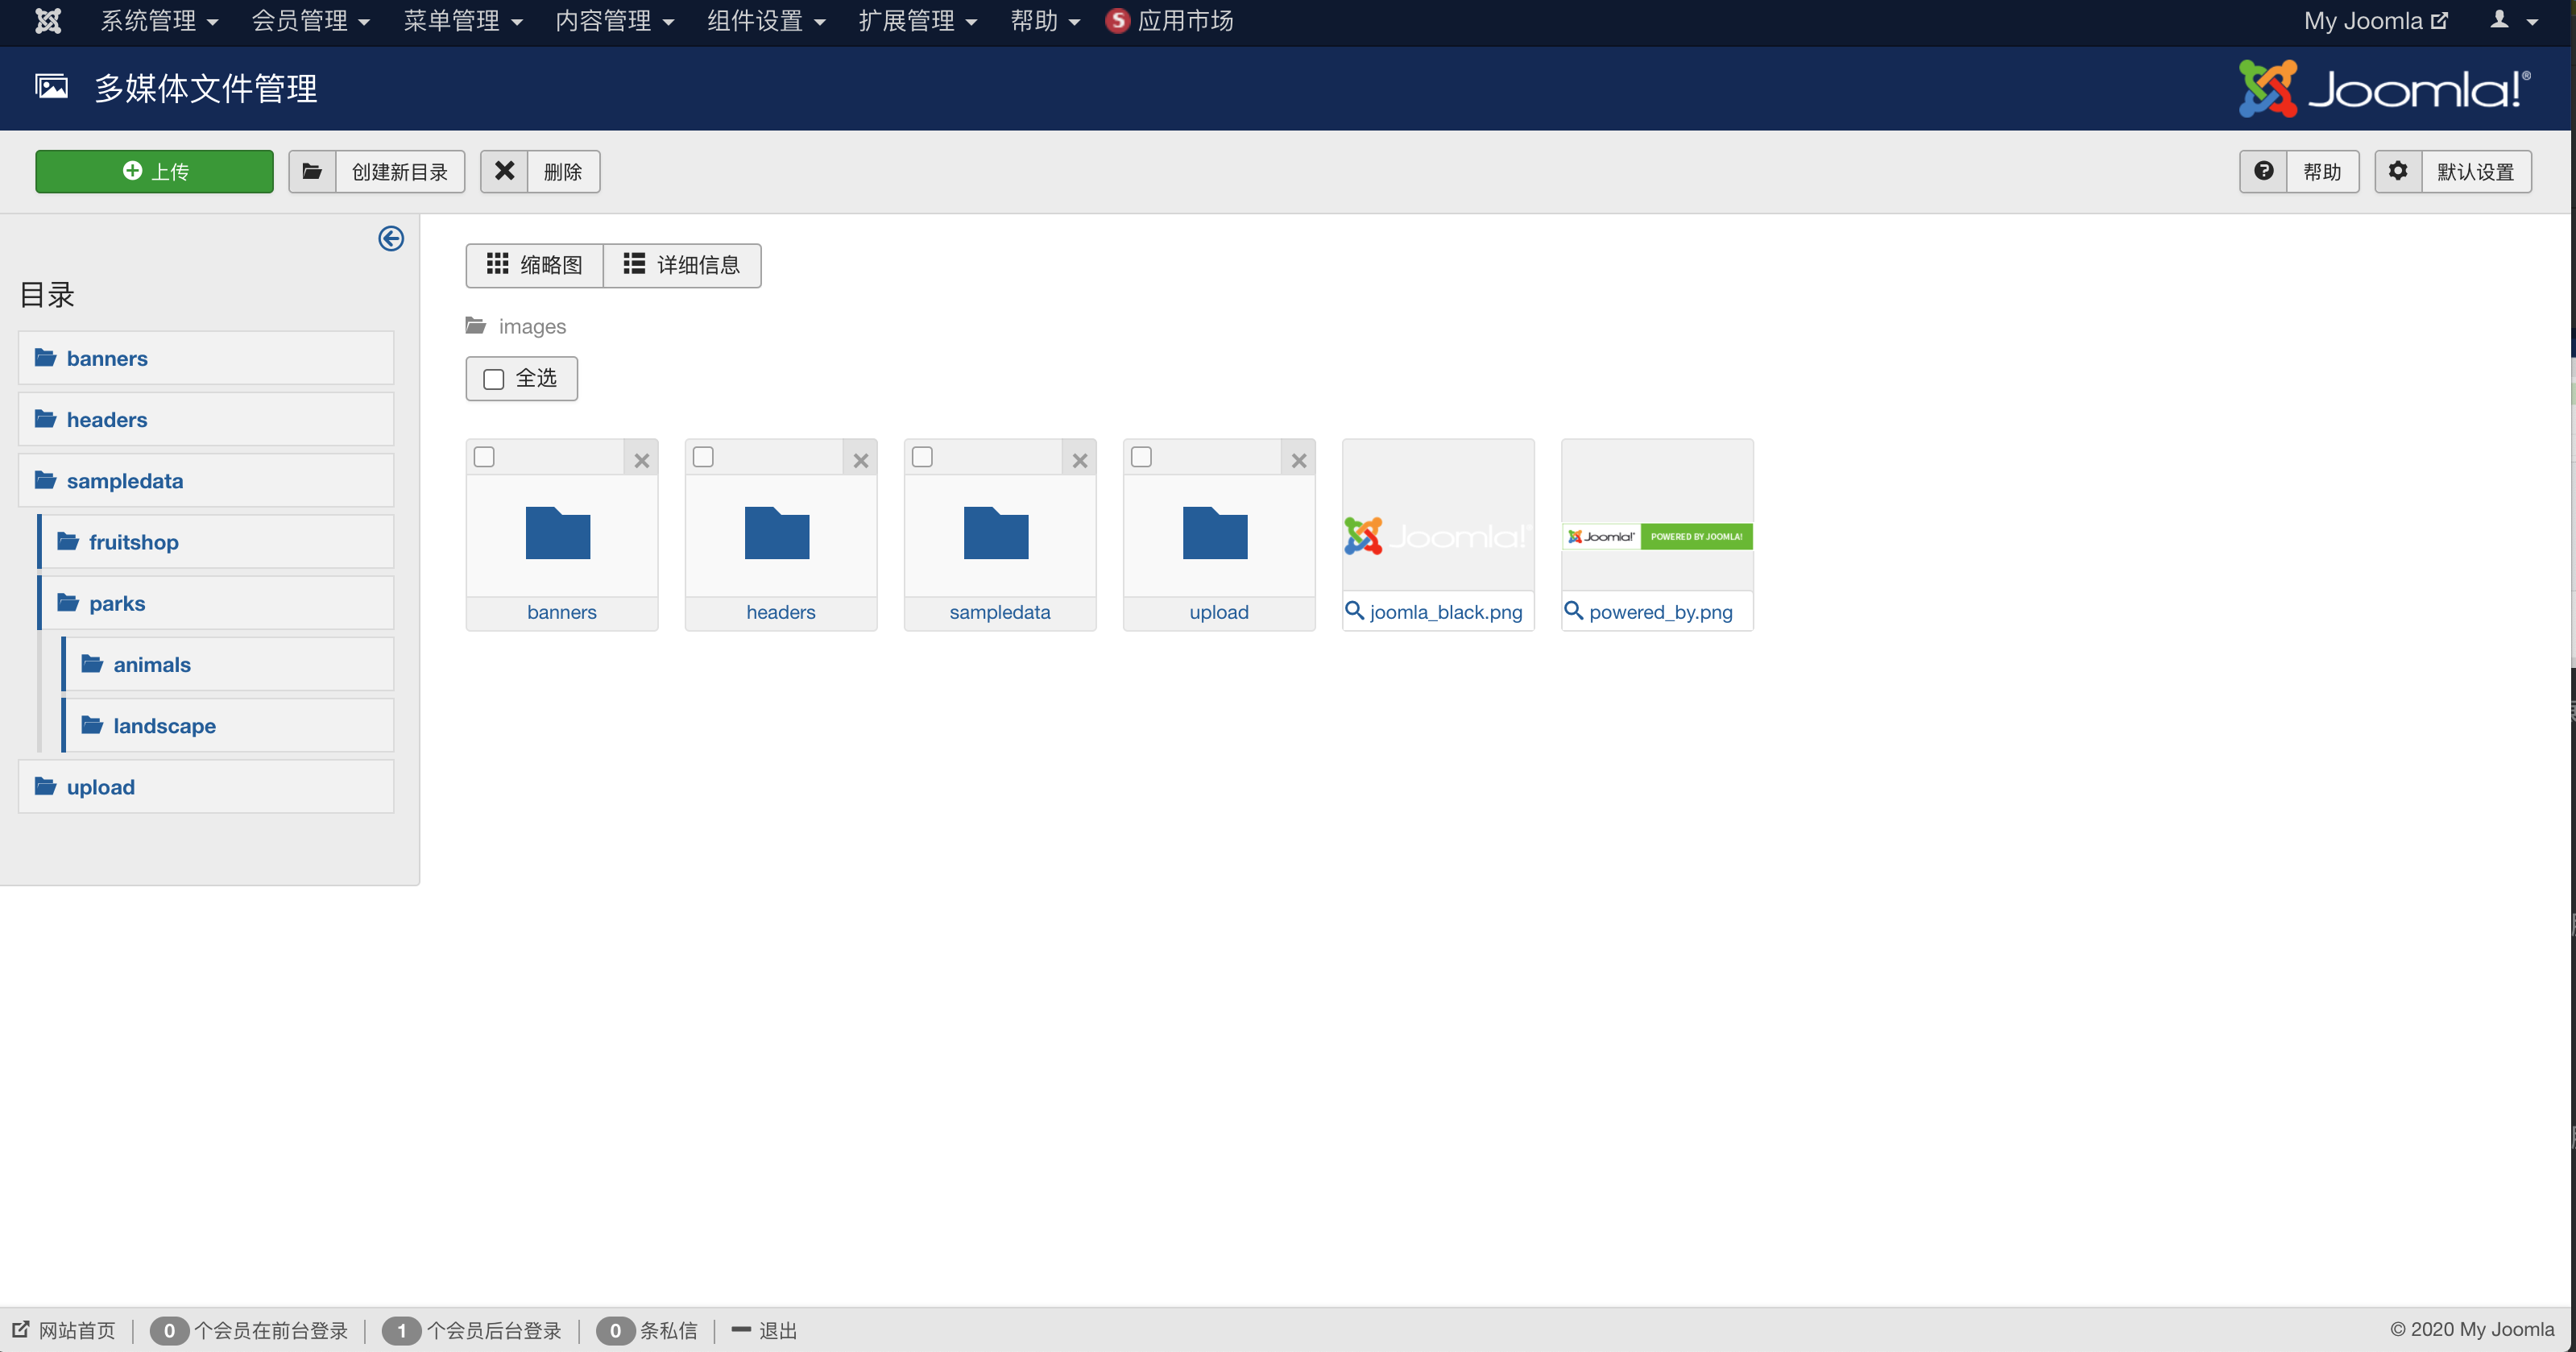 系统管理 会员管理 菜单管理 内容管理 组件设置 扩展管理 帮助 S 应用市场 My Joomla
多媒体文件管理 Joomla!®
上传 创建新目录 删除 帮助 默认设置
目录
banners
headers
sampledata
fruitshop
parks
animals
landscape
upload
缩略图 详细信息
images
全选
Joomla!® Joomla!® POWERED BY JOOMLA!
banners headers sampledata upload joomla_black.png powered_by.png
网站首页 0 个会员在前台登录 1 个会员后台登录 0 条私信 退出 © 2020 My Joomla